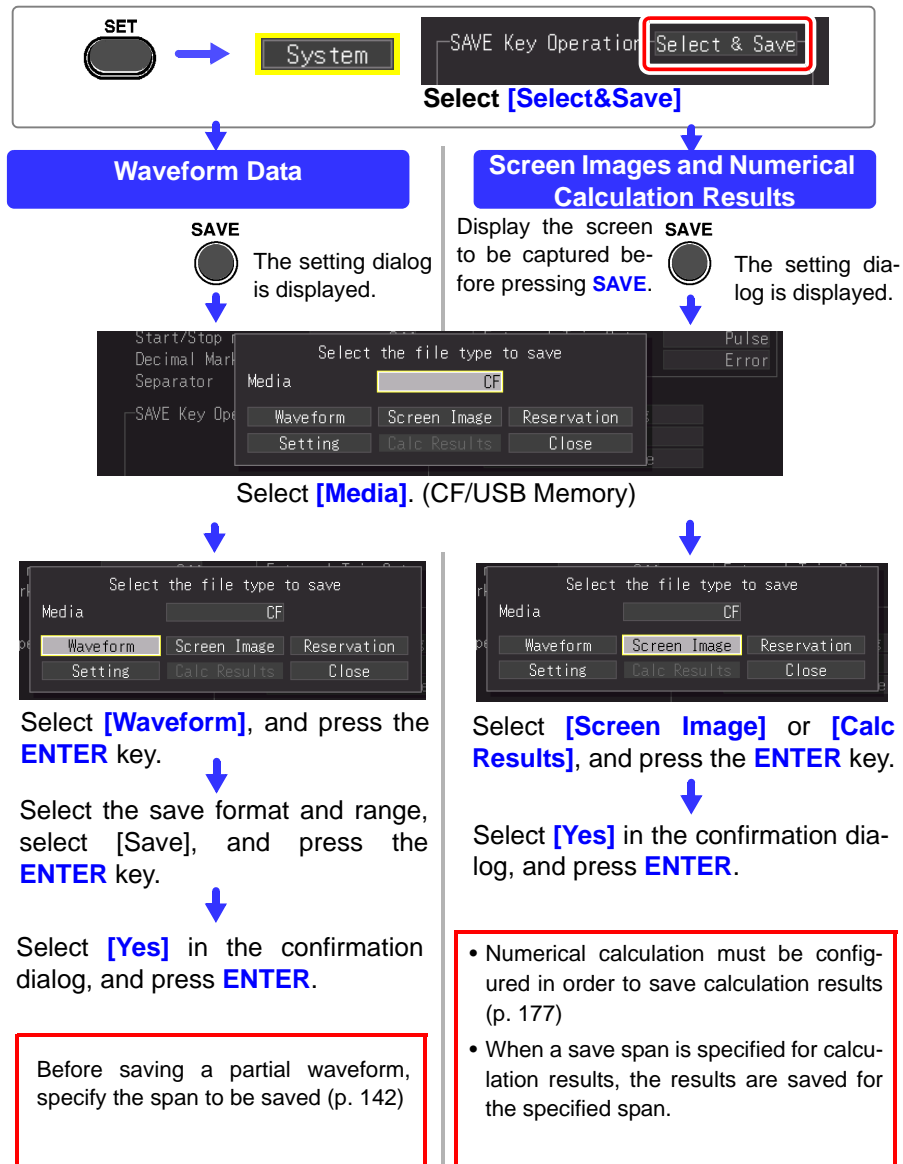 SET
System
SAVE Key Operation Select & Save
Select [Select&Save]
Waveform Data
SAVE
The setting dialog
is displayed.
Screen Images and Numerical
Calculation Results
Display the screen
to be captured be-
fore pressing SAVE.
SAVE
The setting dia-
log is displayed.
Start/Stop
Decimal Mark
Separator
SAVE Key Ope
Pulse
Error
Select the file type to save
Media CF
Waveform Screen Image Reservation
Setting Calc Results Close
Select [Media]. (CF/USB Memory)
Select the file type to save
Media CF
Waveform Screen Image Reservation
Setting Calc Results Close
Select [Waveform], and press the
ENTER key.
Select the save format and range,
select [Save], and press the
ENTER key.
Select [Yes] in the confirmation
dialog, and press ENTER.
Before saving a partial waveform,
specify the span to be saved (p. 142)
Select the file type to save
Media CF
Waveform Screen Image Reservation
Setting Calc Results Close
Select [Screen Image] or [Calc
Results], and press the ENTER key.
Select [Yes] in the confirmation dia-
log, and press ENTER.
• Numerical calculation must be config-
ured in order to save calculation results
(p. 177)
• When a save span is specified for calcu-
lation results, the results are saved for
the specified span.